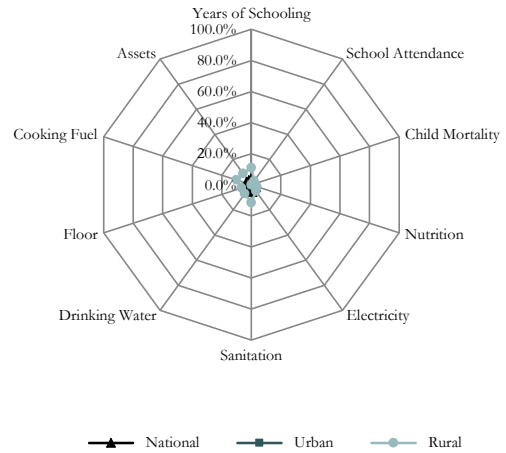 Years of Schooling
100.0%
Assets
School Attendance
80.0%
60.0%
Cooking Fuel
Child Mortality
40.0%
20.0%
0.0%
Floor
Nutrition
Drinking Water
Electricity
Sanitation
National Urban Rural